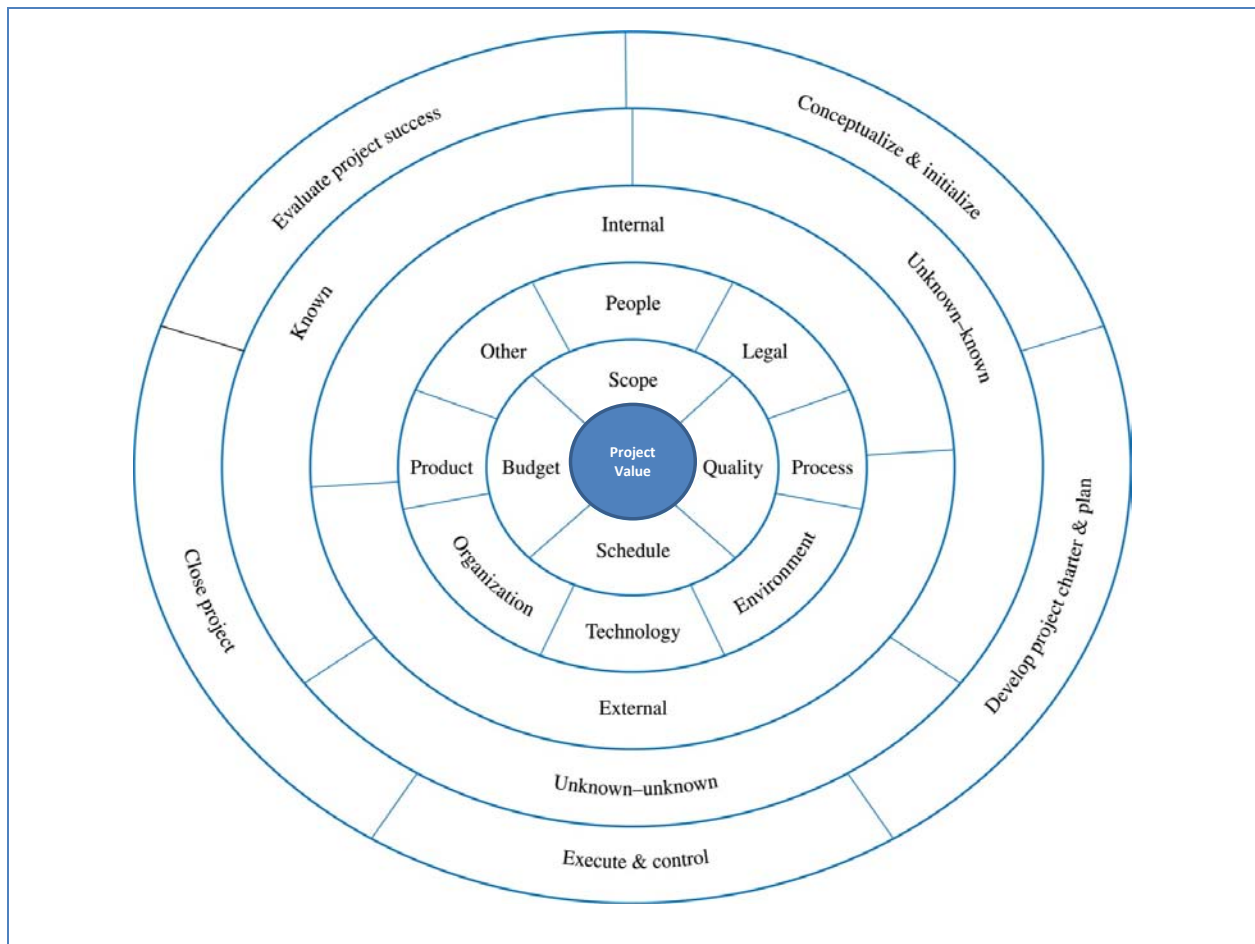 Evaluate project success
Conceptualize & initialize
Known
Internal
Unknown–known
Other
People
Legal
Scope
Product
Budget
Project
Value
Quality
Process
Organization
Schedule
Environment
Technology
External
Close project
Develop project charter & plan
Unknown–unknown
Execute & control